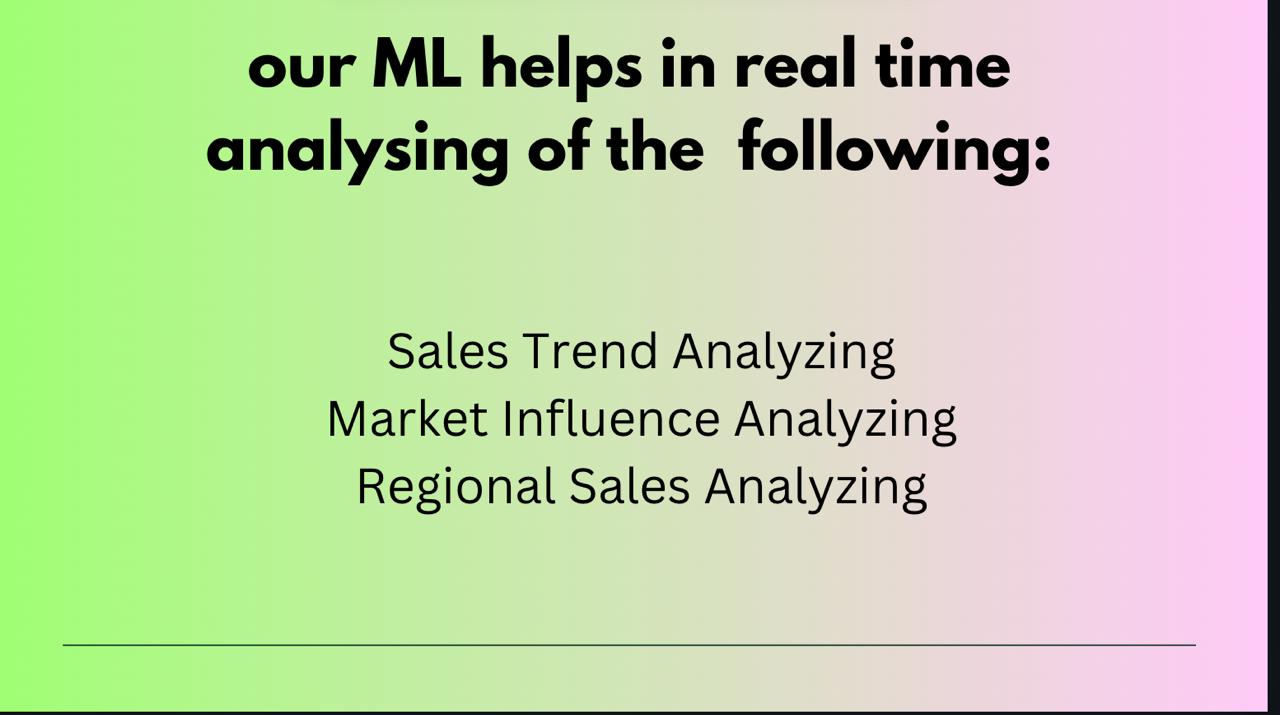 our ML helps in real time
analysing of the  following:
Sales Trend Analyzing
Market Influence Analyzing
Regional Sales Analyzing